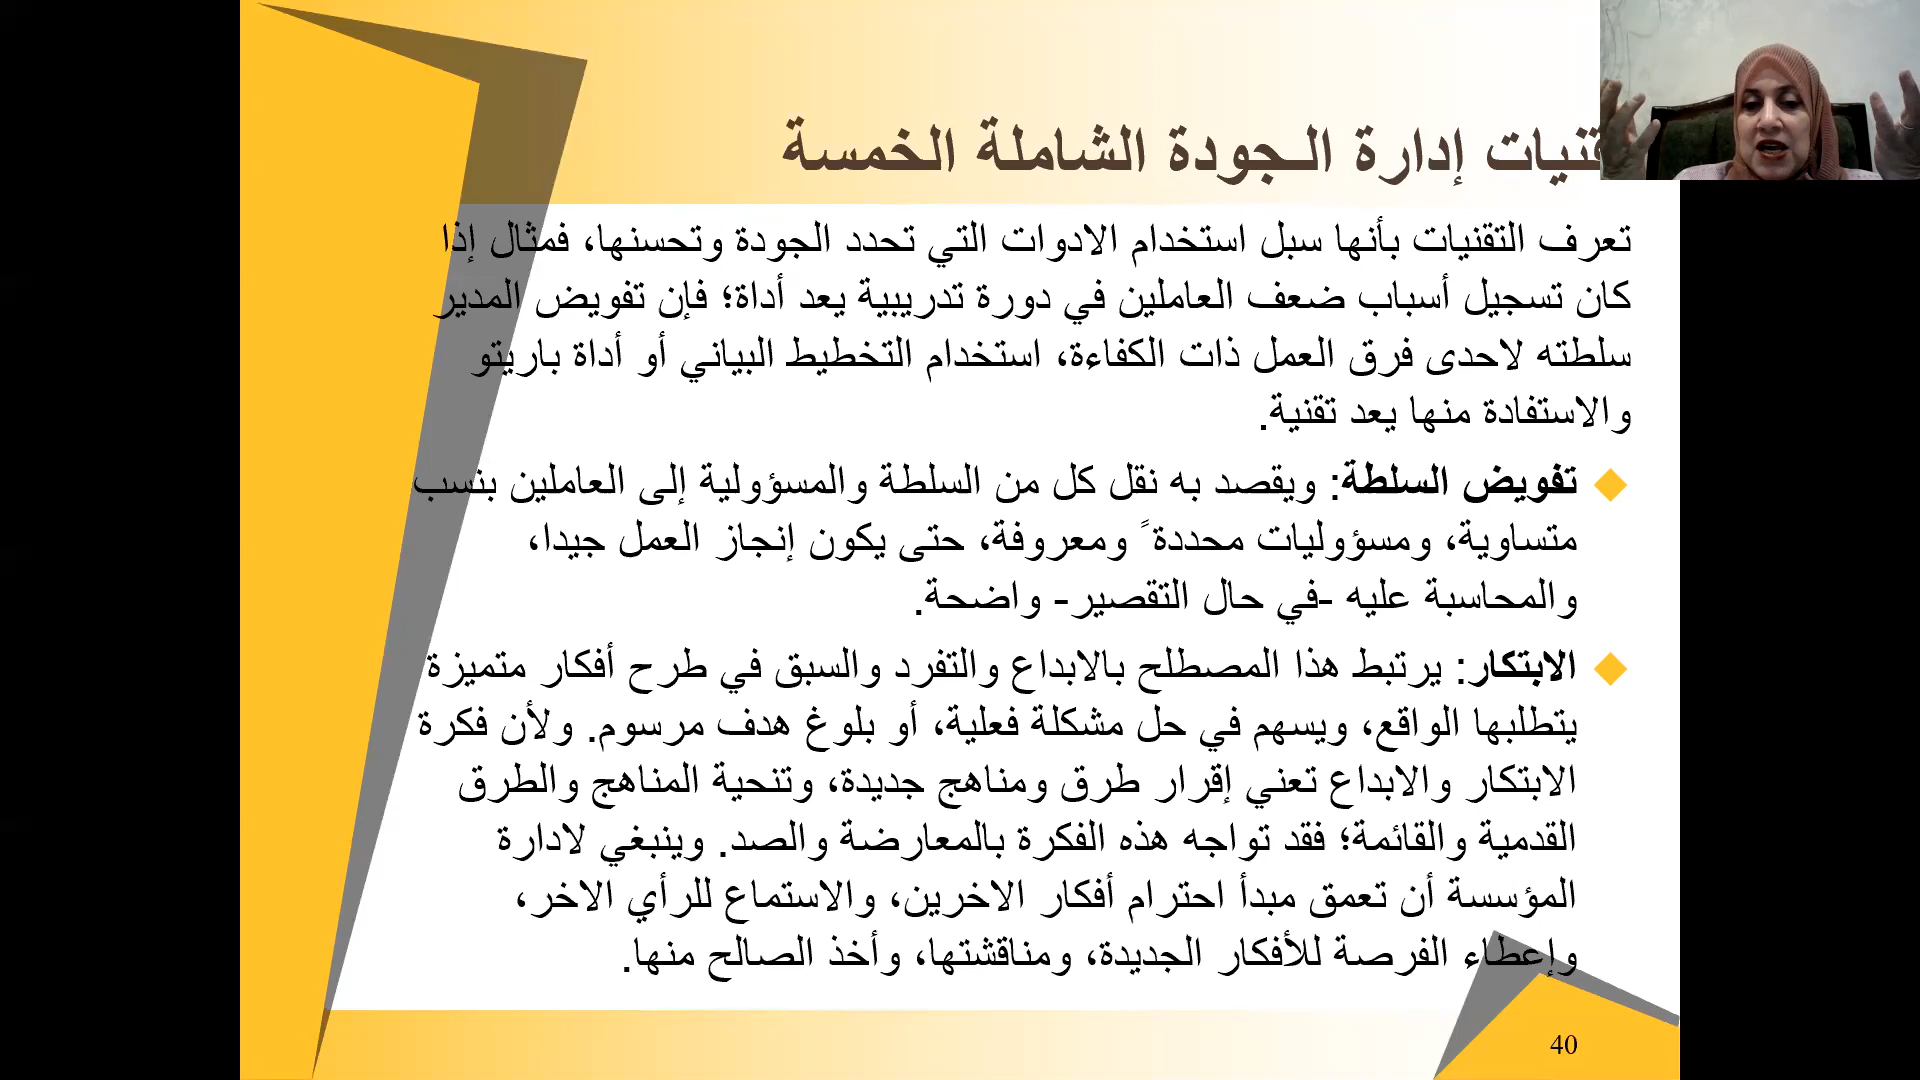 إدارة الـجودة الشاملة الخمسة
تعرف التقنيات بأنها سبل استخدام الادوات التي تحدد الجودة وتحسنها، فمثال إذا
كان تسجيل أسباب ضعف العاملين في دورة تدريبية يعد أداة؛ فإن تفويض المدير
سلطته لاحدى فرق العمل ذات الكفاءة، استخدام التخطيط البياني أو أداة باريتو
والاستفادة منها يعد تقنية.
تفويض السلطة: ويقصد به نقل كل من السلطة والمسؤولية إلى العاملين بنسب
متساوية، ومسؤوليات محددة ً ومعروفة، حتى يكون إنجاز العمل جيدا،
والمحاسبة عليه -في حال التقصير- واضحة.
الابتكار: يرتبط هذا المصطلح بالابداع والتفرد والسبق في طرح أفكار متميزة
يتطلبها الواقع، ويسهم في حل مشكلة فعلية، أو بلوغ هدف مرسوم. ولأن فكرة
الابتكار والابداع تعني إقرار طرق ومناهج جديدة، وتنحية المناهج والطرق
القدمية والقائمة؛ فقد تواجه هذه الفكرة بالمعارضة والصد. وينبغي لادارة
المؤسسة أن تعمق مبدأ احترام أفكار الاخرين، والاستماع للرأي الاخر،
وإعطاء الفرصة للأفكار الجديدة، ومناقشتها، وأخذ الصالح منها.
40